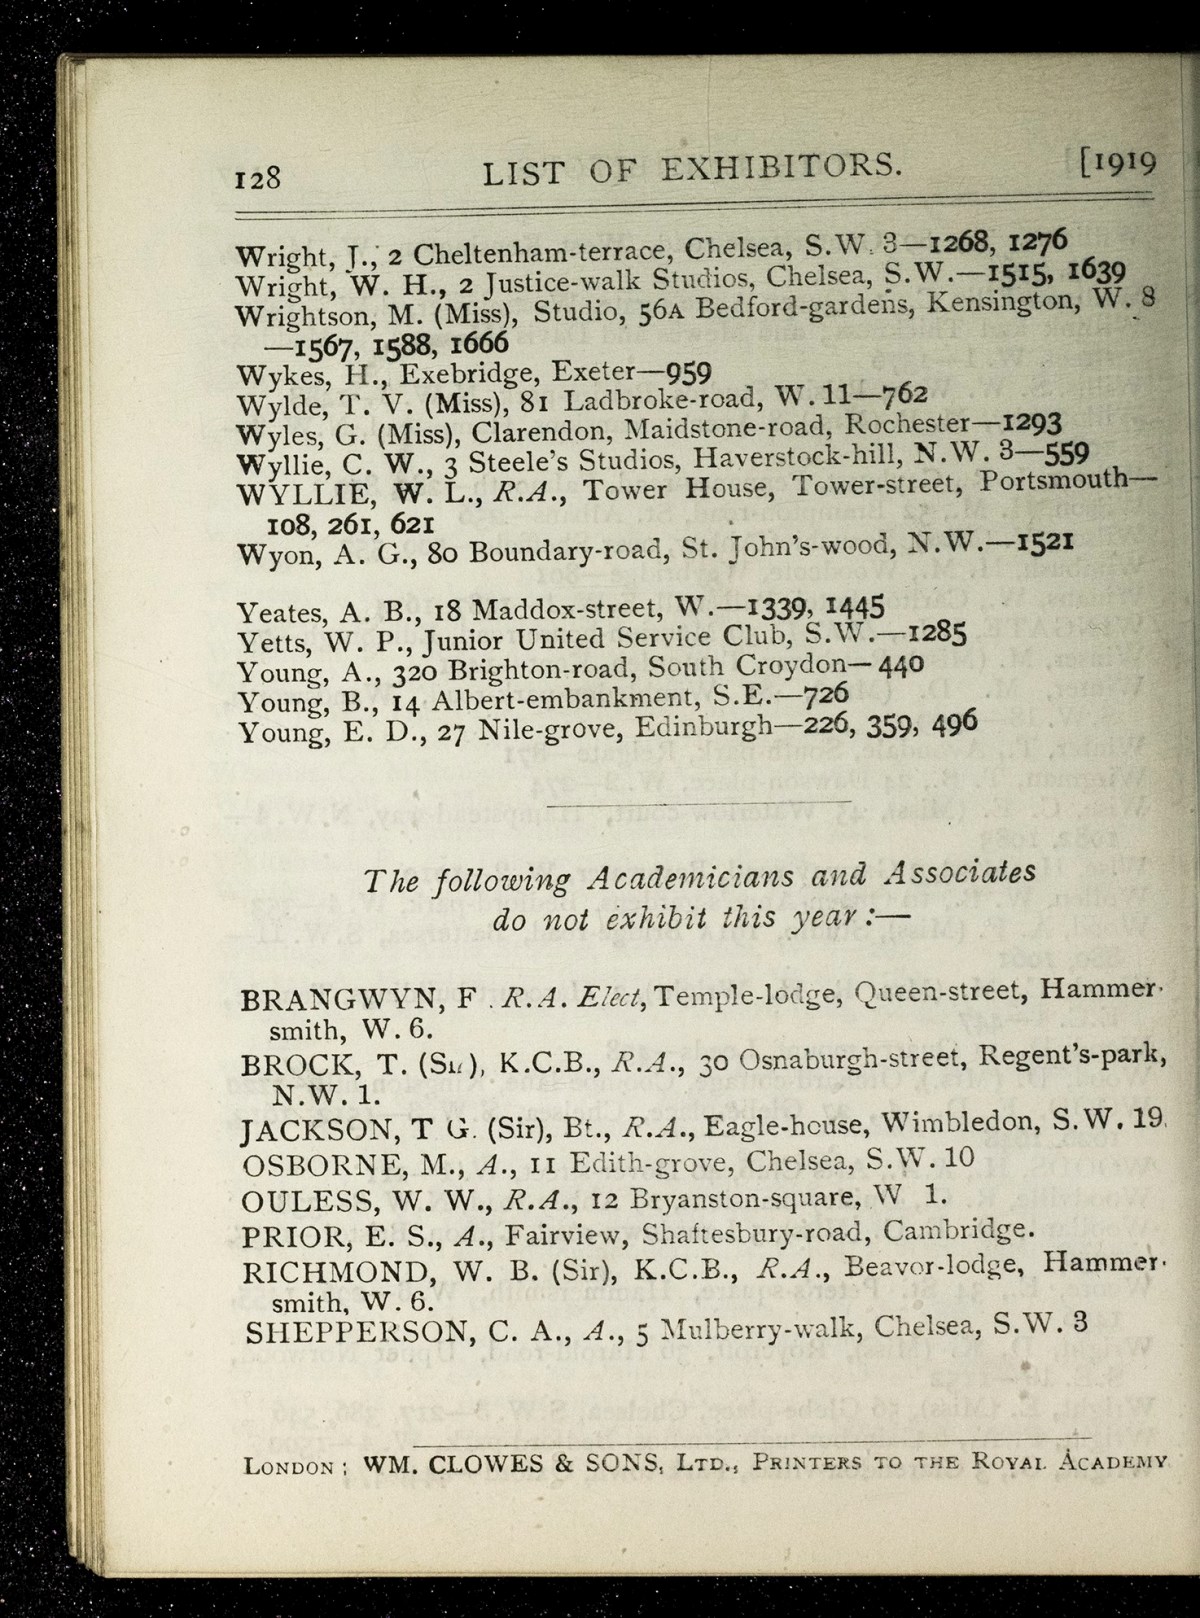 128 LIST OF EXHIBITORS. [1919
Wright, J., 2 Cheltenham-terrace, Chelsea, S.W. 3—1268, 1276
Wright, W. H., 2 Justice-walk Studios, Chelsea, S.W.—1515, 1639
Wrightson, M. (Miss), Studio, 56A Bedford-gardens, Kensington, W. 8
—1567, 1588, 1666
Wykes, H., Exebridge, Exeter—959
Wylde, T. V. (Miss), 81 Ladbroke-road, W. 11—762
Wyles, G. (Miss), Clarendon, Maidstone-road, Rochester—1293
Wyllie, C. W., 3 Steele's Studios, Haverstock-hill, N.W. 3—559
WYLLIE, W. L., R.A., Tower House, Tower-street, Portsmouth—
108, 261, 621
Wyon, A. G., 80 Boundary-road, St. John's-wood, N.W.—1521
Yeates, A. B., 18 Maddox-street, W.—1339, 1445
Yetts, W. P., Junior United Service Club, S.W.—1285
Young, A., 320 Brighton-road, South Croydon—440
Young, B., 14 Albert-embankment, S.E.—726
Young, E. D., 27 Nile-grove, Edinburgh—226, 359, 496
The following Academicians and Associates
do not exhibit this year:—
BRANGWYN, F. R.A. Elect, Temple-lodge, Queen-street, Hammer-
smith, W. 6.
BROCK, T. (Sir), K.C.B., R.A., 30 Osnaburgh-street, Regent's-park,
N.W. 1.
JACKSON, T G. (Sir), Bt., R.A., Eagle-house, Wimbledon, S.W. 19.
OSBORNE, M., A., 11 Edith-grove, Chelsea, S.W. 10
OULESS, W. W., R.A., 12 Bryanston-square, W 1.
PRIOR, E. S., A., Fairview, Shaftesbury-road, Cambridge.
RICHMOND, W. B. (Sir), K.C.B., R.A., Beavor-lodge, Hammer-
smith, W. 6.
SHEPPERSON, C. A., A., 5 Mulberry-walk, Chelsea, S.W. 3
LONDON: WM. CLOWES & SONS, LTD., PRINTERS TO THE ROYAL ACADEMY